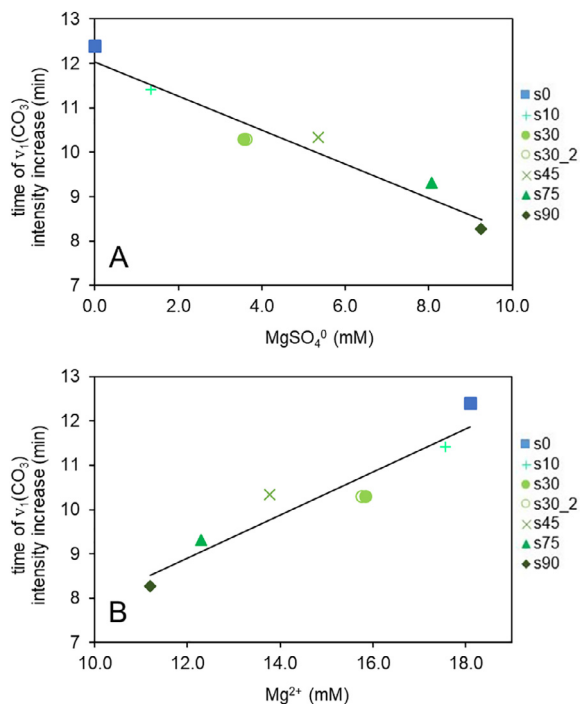 13
12
11
10
9
8
7
time of ν₁(CO₃)
intensity increase (min)
A
0.0 2.0 4.0 6.0 8.0 10.0
MgSO₄⁰ (mM)
s0
s10
s30
s30_2
s45
s75
s90
13
12
11
10
9
8
7
time of ν₁(CO₃)
intensity increase (min)
B
10.0 12.0 14.0 16.0 18.0
Mg²⁺ (mM)
s0
s10
s30
s30_2
s45
s75
s90